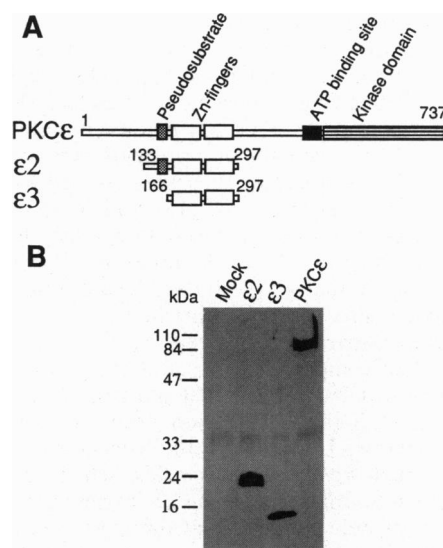 A
Pseudosubstrate
Zn-fingers
ATP binding site
Kinase domain
1
737
PKCε
133
297
ε2
166
297
ε3
B
kDa
Mock
ε2
ε3
PKCε
110
84
47
33
24
16